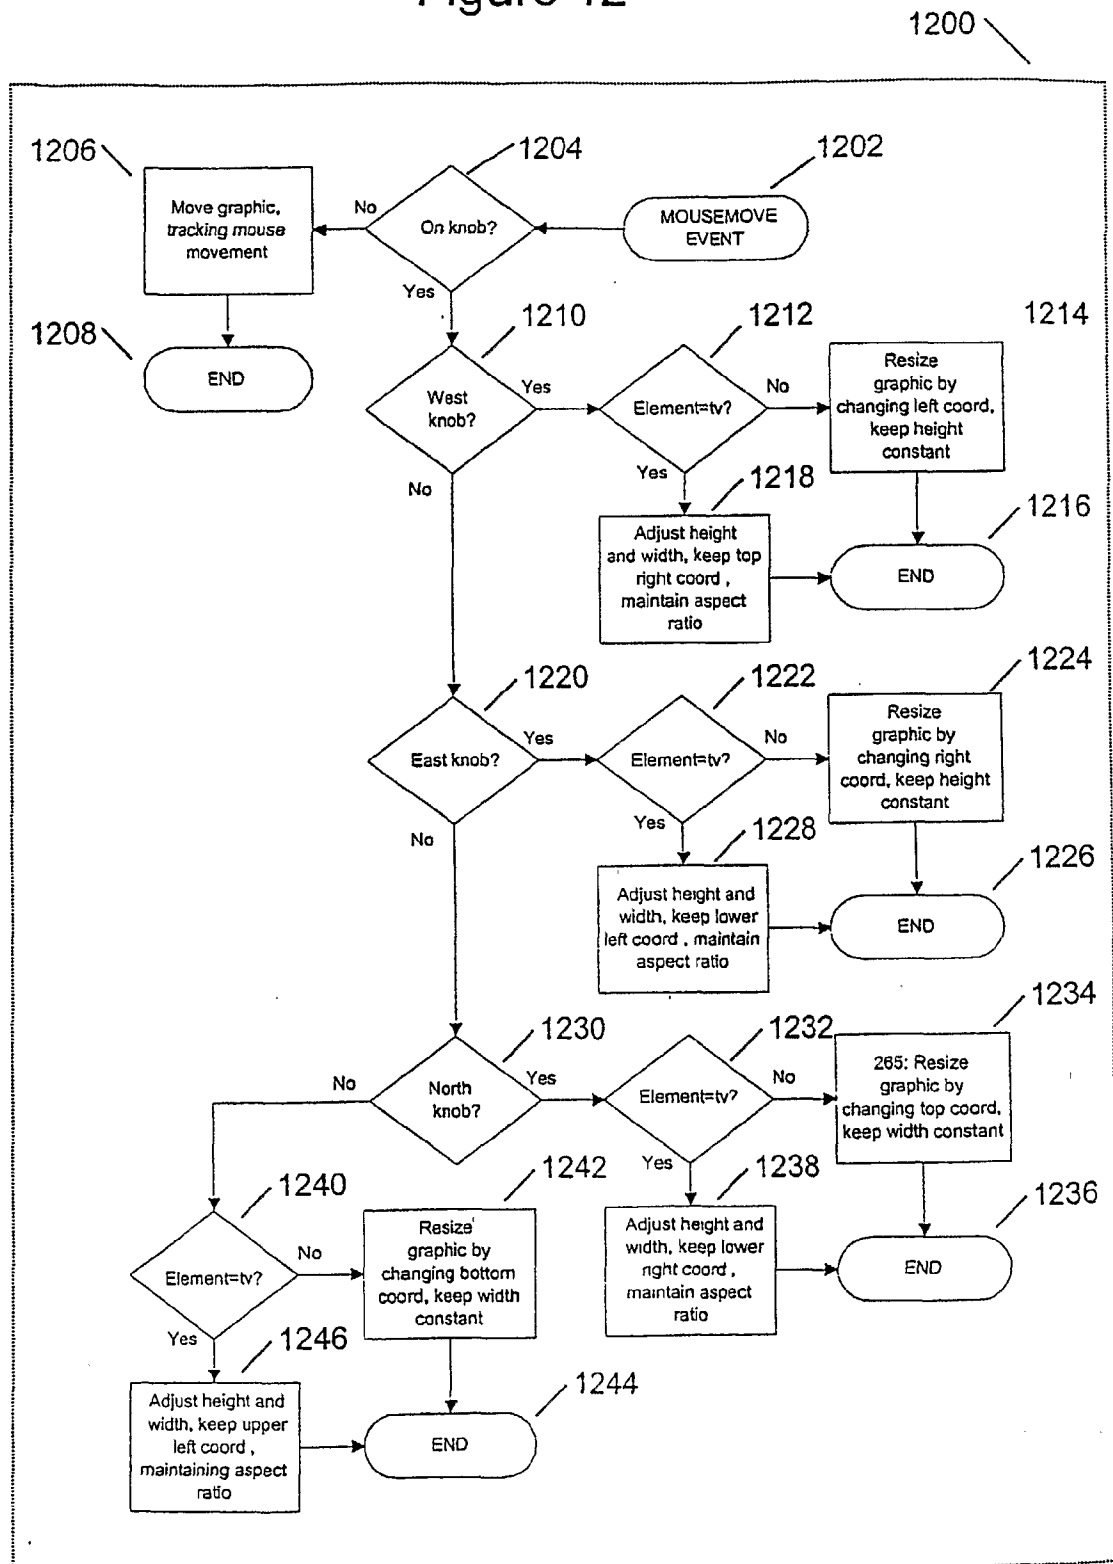 Figure 12
1200
1206
1204
1202
Move graphic,
tracking mouse
movement
No
On knob?
MOUSEMOVE
EVENT
Yes
1208
END
1210
1212
1214
West
knob?
Yes
Element=tv?
No
Resize
graphic by
changing left coord,
keep height
constant
No
Yes
1218
1216
Adjust height
and width, keep top
right coord ,
maintain aspect
ratio
END
1220
1222
1224
East knob?
Yes
Element=tv?
No
Resize
graphic by
changing right
coord, keep height
constant
No
Yes
1228
1226
Adjust height and
width, keep lower
left coord , maintain
aspect ratio
END
1230
1232
1234
No
North
knob?
Yes
Element=tv?
No
265: Resize
graphic by
changing top coord,
keep width constant
Yes
1240
1242
1238
1236
Element=tv?
No
Resize
graphic by
changing bottom
coord, keep width
constant
Adjust height and
width, keep lower
right coord ,
maintain aspect
ratio
END
Yes
1246
1244
Adjust height and
width, keep upper
left coord ,
maintaining aspect
ratio
END